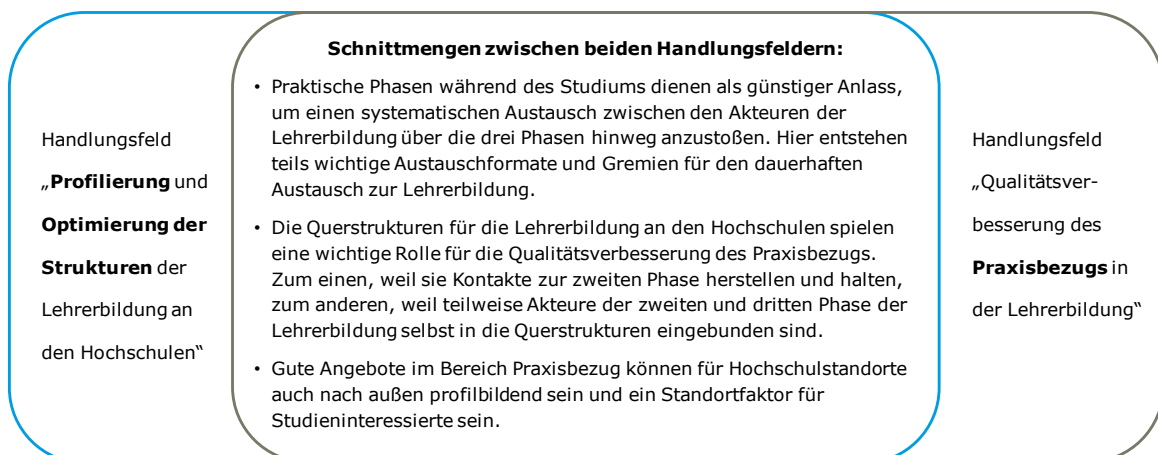 Handlungsfeld
„Profilierung und
Optimierung der
Strukturen der
Lehrerbildung an
den Hochschulen“
Schnittmengen zwischen beiden Handlungsfeldern:
• Praktische Phasen während des Studiums dienen als günstiger Anlass,
um einen systematischen Austausch zwischen den Akteuren der
Lehrerbildung über die drei Phasen hinweg anzustoßen. Hier entstehen
teils wichtige Austauschformate und Gremien für den dauerhaften
Austausch zur Lehrerbildung.
• Die Querstrukturen für die Lehrerbildung an den Hochschulen spielen
eine wichtige Rolle für die Qualitätsverbesserung des Praxisbezugs.
Zum einen, weil sie Kontakte zur zweiten Phase herstellen und halten,
zum anderen, weil teilweise Akteure der zweiten und dritten Phase der
Lehrerbildung selbst in die Querstrukturen eingebunden sind.
• Gute Angebote im Bereich Praxisbezug können für Hochschulstandorte
auch nach außen profilbildend sein und ein Standortfaktor für
Studieninteressierte sein.
Handlungsfeld
„Qualitätsver-
besserung des
Praxisbezugs in
der Lehrerbildung“